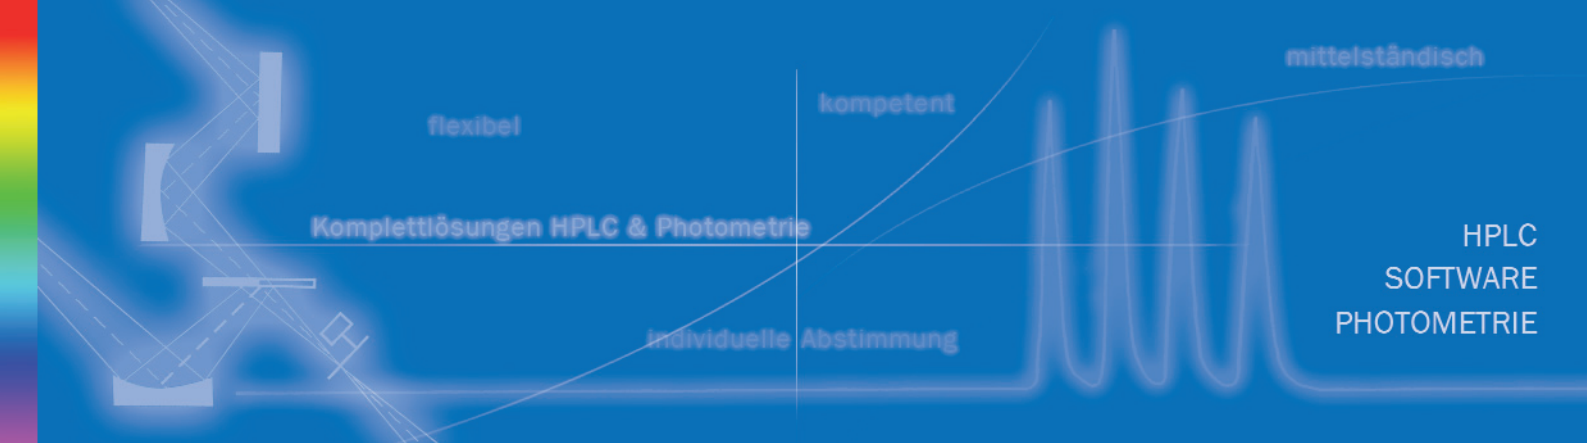 mittelständisch
kompetent
flexibel
Komplettlösungen HPLC & Photometrie
HPLC
SOFTWARE
PHOTOMETRIE
individuelle Abstimmung